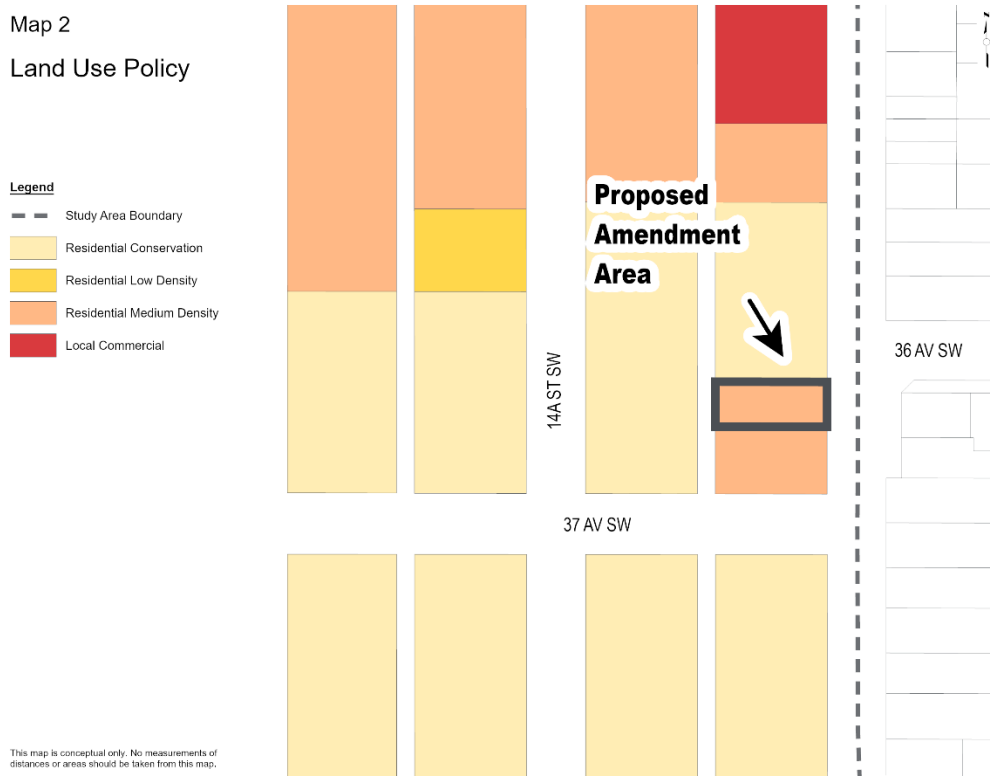 Map 2
Land Use Policy
Legend
Study Area Boundary
Residential Conservation
Residential Low Density
Residential Medium Density
Local Commercial
Proposed
Amendment
Area
14A ST SW
36 AV SW
37 AV SW
This map is conceptual only. No measurements of
distances or areas should be taken from this map.